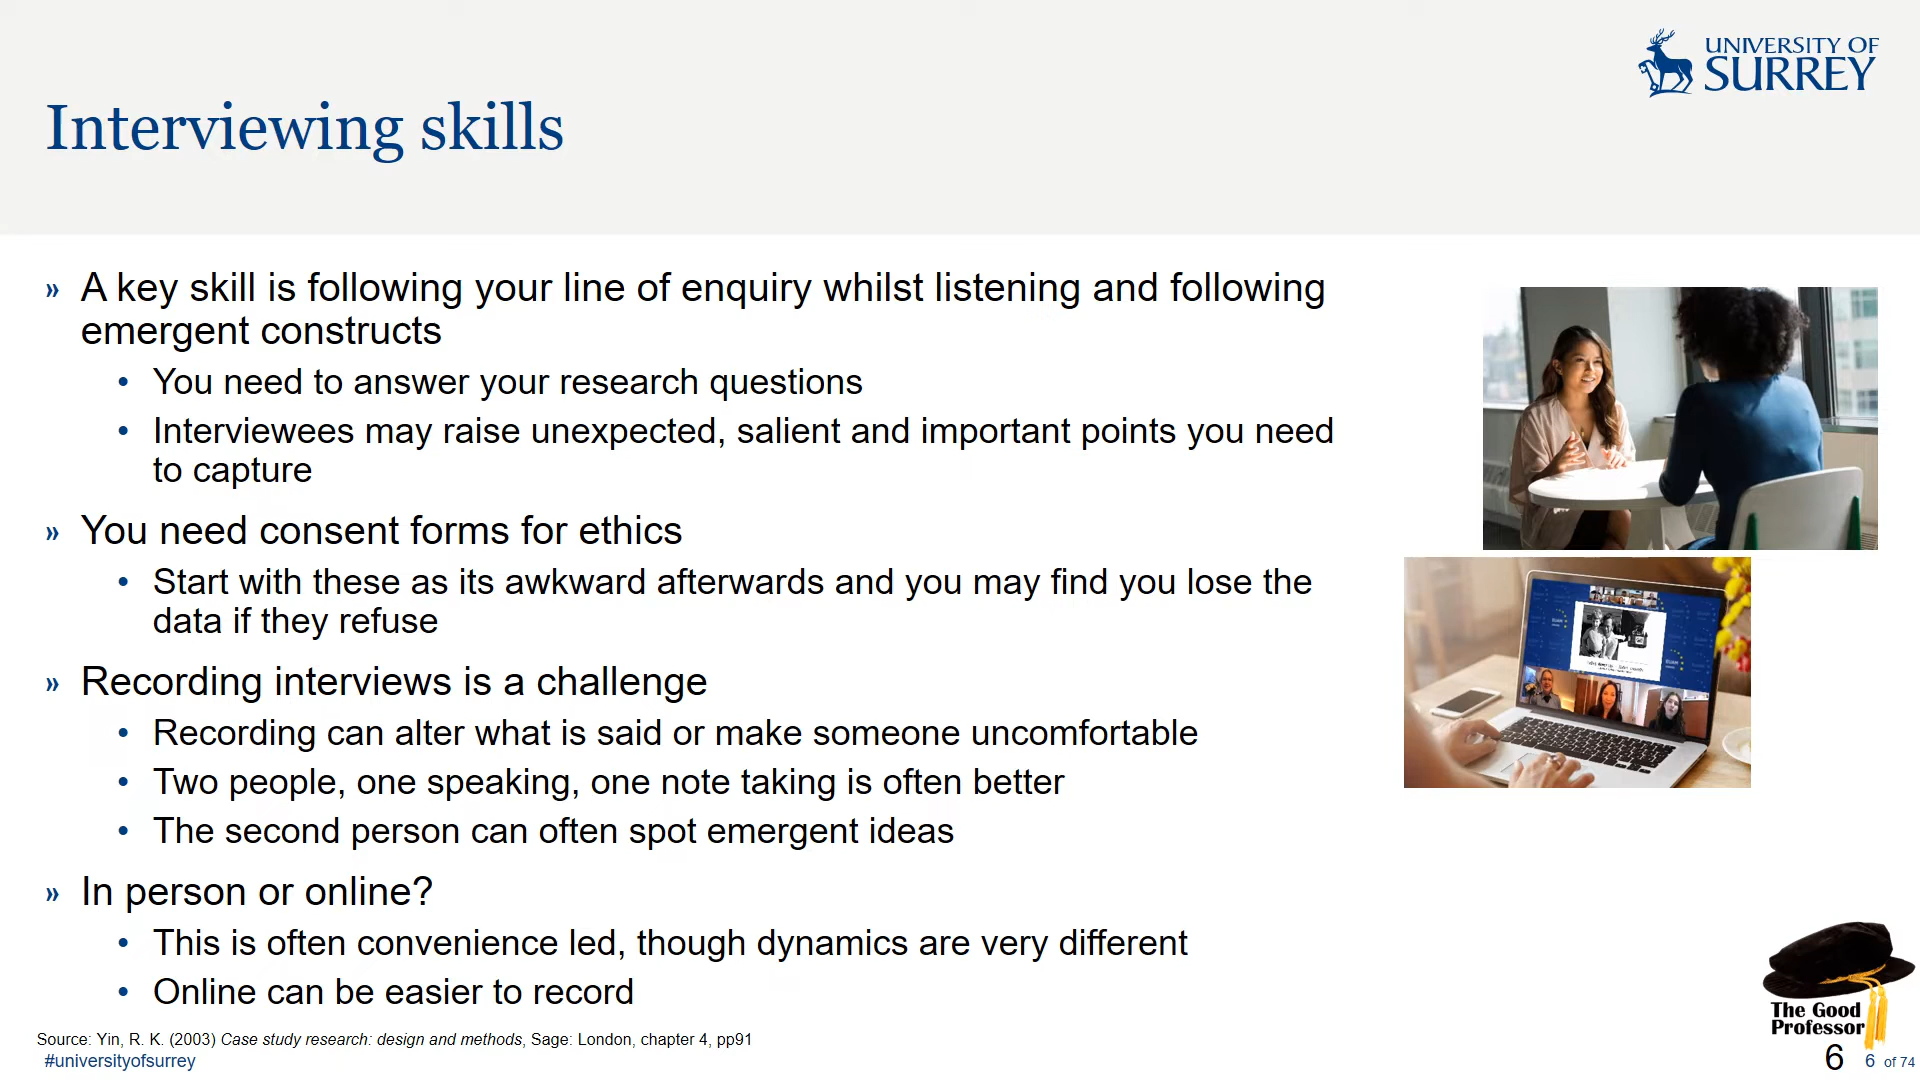 UNIVERSITY OF
SURREY
Interviewing skills
» A key skill is following your line of enquiry whilst listening and following
emergent constructs
• You need to answer your research questions
• Interviewees may raise unexpected, salient and important points you need
to capture
» You need consent forms for ethics
• Start with these as its awkward afterwards and you may find you lose the
data if they refuse
» Recording interviews is a challenge
• Recording can alter what is said or make someone uncomfortable
• Two people, one speaking, one note taking is often better
• The second person can often spot emergent ideas
» In person or online?
• This is often convenience led, though dynamics are very different
• Online can be easier to record
Source: Yin, R. K. (2003) Case study research: design and methods, Sage: London, chapter 4, pp91
#universityofsurrey
The Good
Professor
6 6 of 74